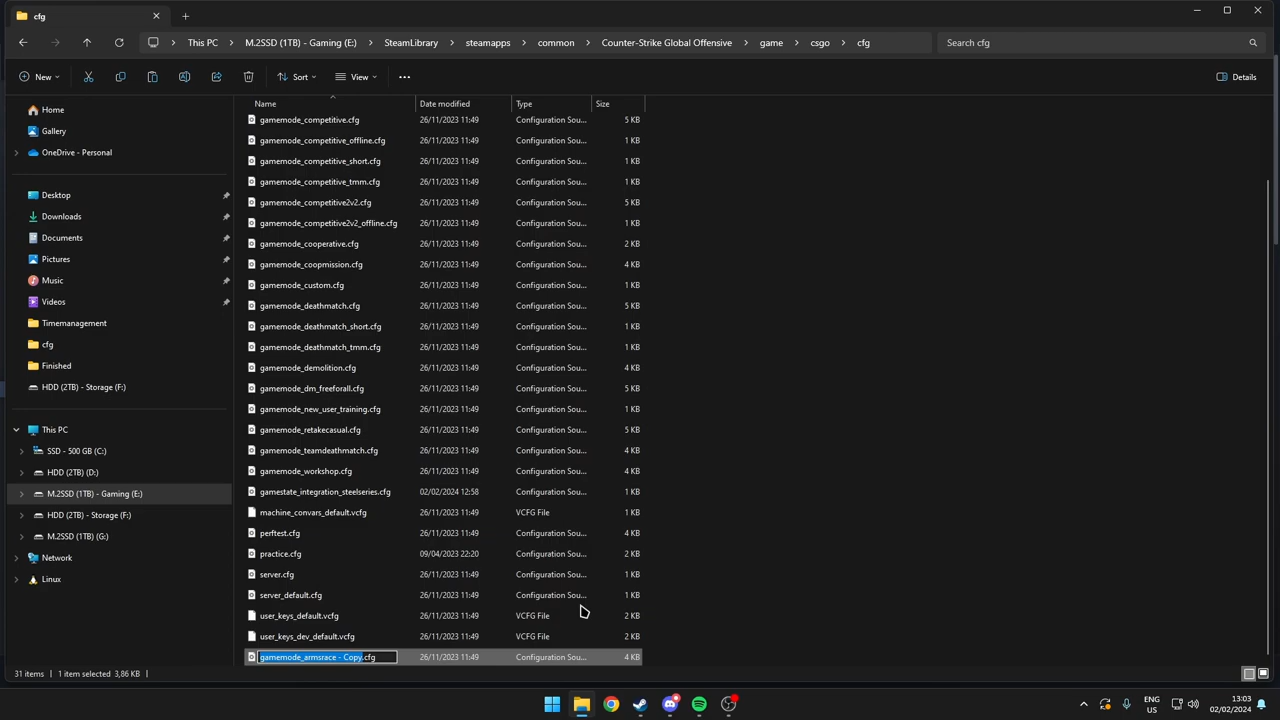 cfg
This PC > M.2SSD (1TB) - Gaming (E:) > SteamLibrary > steamapps > common > Counter-Strike Global Offensive > game > csgo > cfg
Search cfg
New
Sort
View
Details
Home
Gallery
OneDrive - Personal
Desktop
Downloads
Documents
Pictures
Music
Videos
Timemanagement
cfg
Finished
HDD (2TB) - Storage (F:)
This PC
SSD - 500 GB (C:)
HDD (2TB) (D:)
M.2SSD (1TB) - Gaming (E:)
HDD (2TB) - Storage (F:)
M.2SSD (1TB) (G:)
Network
Linux
Name Date modified Type Size
gamemode_competitive.cfg 26/11/2023 11:49 Configuration Sou... 5 KB
gamemode_competitive_offline.cfg 26/11/2023 11:49 Configuration Sou... 1 KB
gamemode_competitive_short.cfg 26/11/2023 11:49 Configuration Sou... 1 KB
gamemode_competitive_tmm.cfg 26/11/2023 11:49 Configuration Sou... 1 KB
gamemode_competitive2v2.cfg 26/11/2023 11:49 Configuration Sou... 5 KB
gamemode_competitive2v2_offline.cfg 26/11/2023 11:49 Configuration Sou... 1 KB
gamemode_cooperative.cfg 26/11/2023 11:49 Configuration Sou... 2 KB
gamemode_coopmission.cfg 26/11/2023 11:49 Configuration Sou... 4 KB
gamemode_custom.cfg 26/11/2023 11:49 Configuration Sou... 1 KB
gamemode_deathmatch.cfg 26/11/2023 11:49 Configuration Sou... 5 KB
gamemode_deathmatch_short.cfg 26/11/2023 11:49 Configuration Sou... 1 KB
gamemode_deathmatch_tmm.cfg 26/11/2023 11:49 Configuration Sou... 1 KB
gamemode_demolition.cfg 26/11/2023 11:49 Configuration Sou... 4 KB
gamemode_dm_freeforall.cfg 26/11/2023 11:49 Configuration Sou... 5 KB
gamemode_new_user_training.cfg 26/11/2023 11:49 Configuration Sou... 1 KB
gamemode_retakecasual.cfg 26/11/2023 11:49 Configuration Sou... 5 KB
gamemode_teamdeathmatch.cfg 26/11/2023 11:49 Configuration Sou... 4 KB
gamemode_workshop.cfg 26/11/2023 11:49 Configuration Sou... 4 KB
gamestate_integration_steelseries.cfg 02/02/2024 12:58 Configuration Sou... 1 KB
machine_convars_default.vcfg 26/11/2023 11:49 VCFG File 1 KB
perftest.cfg 26/11/2023 11:49 Configuration Sou... 4 KB
practice.cfg 09/04/2023 22:20 Configuration Sou... 2 KB
server.cfg 26/11/2023 11:49 Configuration Sou... 1 KB
server_default.cfg 26/11/2023 11:49 Configuration Sou... 1 KB
user_keys_default.vcfg 26/11/2023 11:49 VCFG File 2 KB
user_keys_dev_default.vcfg 26/11/2023 11:49 VCFG File 2 KB
gamemode_armsrace - Copy.cfg 26/11/2023 11:49 Configuration Sou... 4 KB
31 items 1 item selected 3,86 KB
ENG
US
13:03
02/02/2024